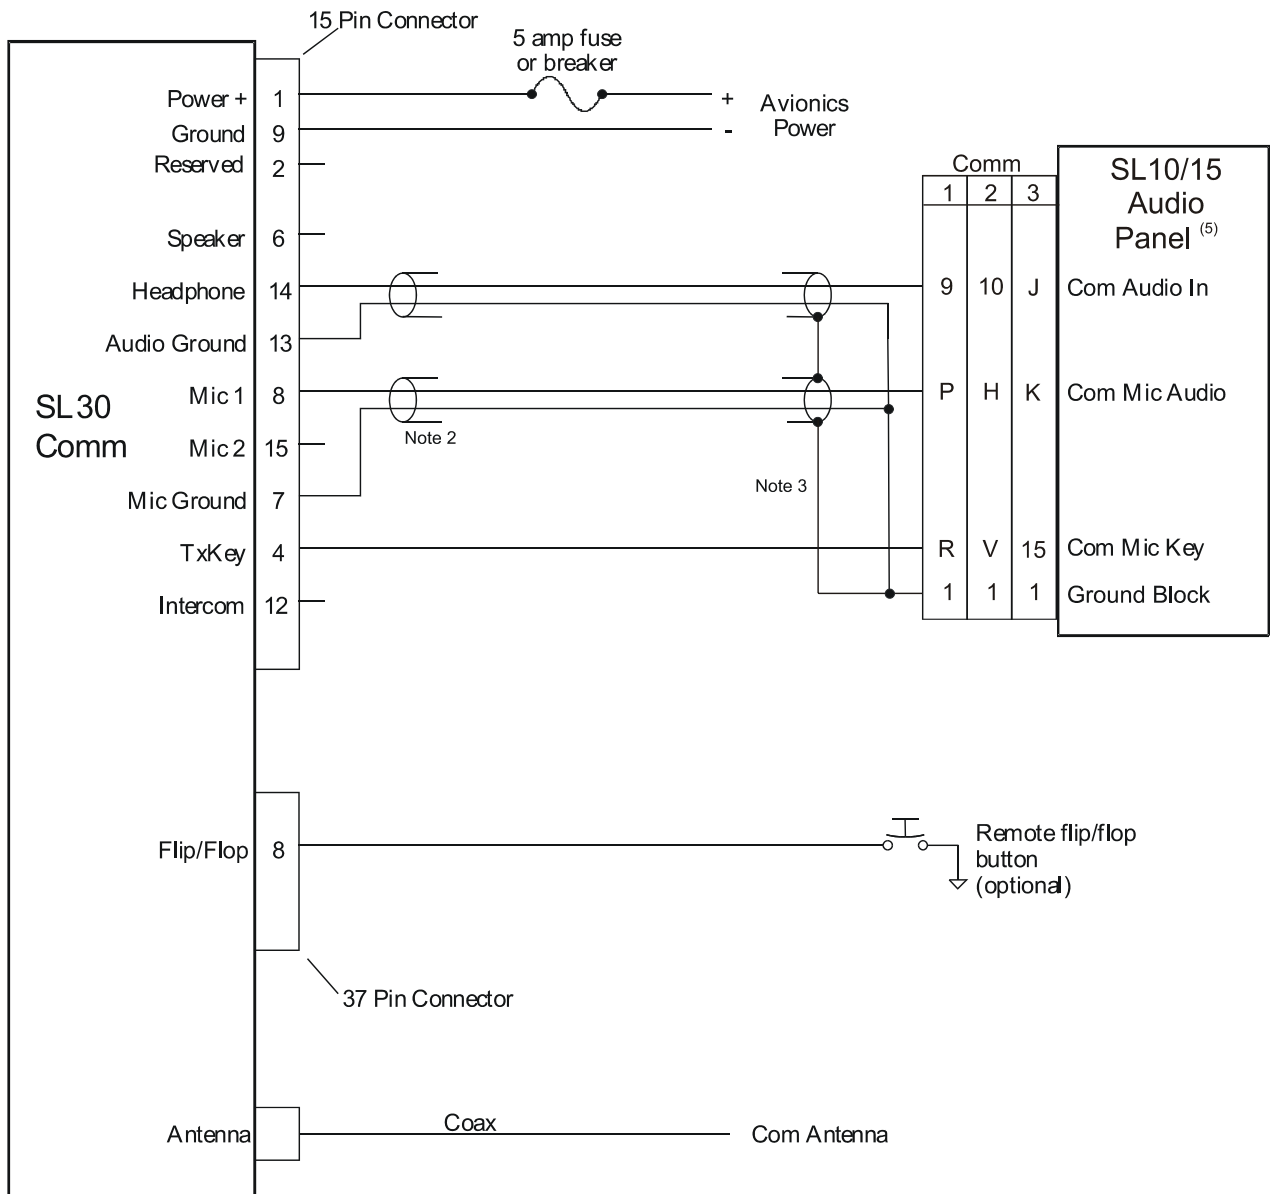 15 Pin Connector
5 amp fuse
or breaker
Power + 1
+ Avionics
Ground 9
- Power
Reserved 2
Comm
1 2 3
SL10/15
Audio
Panel (5)
Speaker 6
Headphone 14
9 10 J Com Audio In
Audio Ground 13
Mic 1 8
P H K Com Mic Audio
SL30
Comm
Note 2
Mic 2 15
Mic Ground 7
Note 3
TxKey 4
R V 15 Com Mic Key
Intercom 12
1 1 1 Ground Block
Flip/Flop 8
Remote flip/flop
button
(optional)
37 Pin Connector
Antenna
Coax
Com Antenna